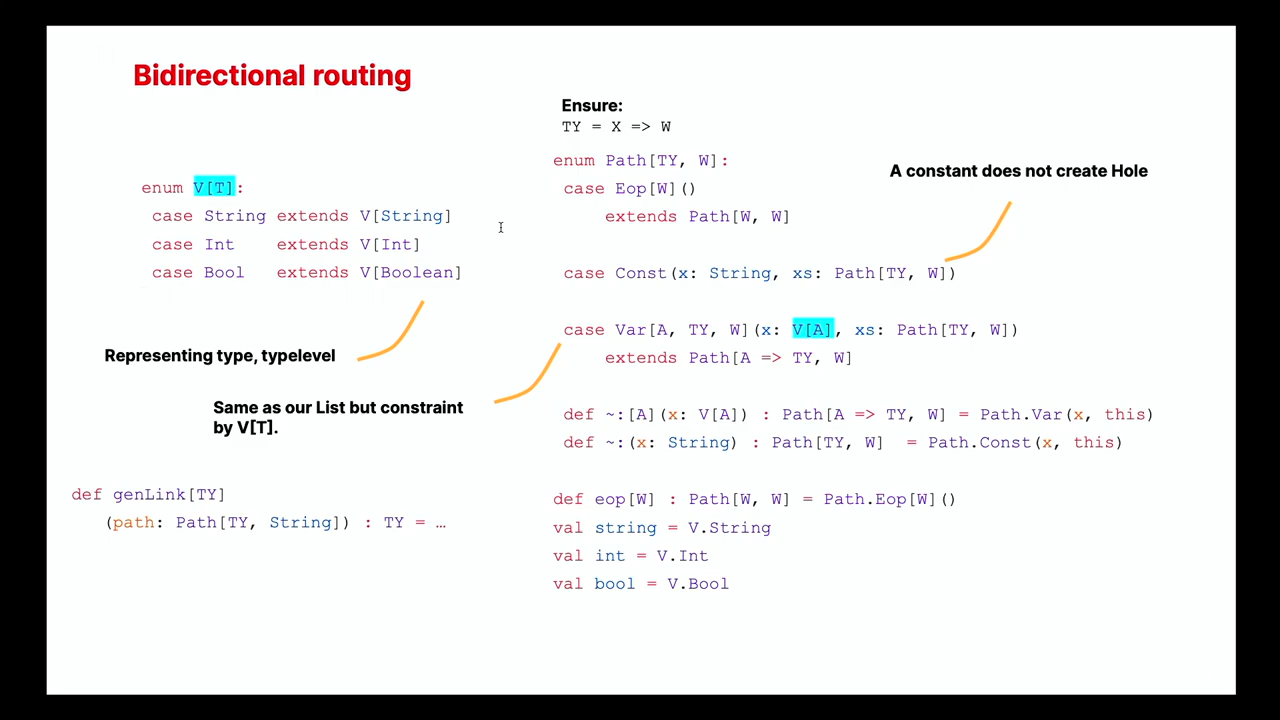 Bidirectional routing
Ensure:
TY = X => W
enum V[T]:
case String extends V[String]
case Int extends V[Int]
case Bool extends V[Boolean]
Representing type, typelevel
Same as our List but constraint
by V[T].
def genLink[TY]
(path: Path[TY, String]) : TY = …
enum Path[TY, W]:
case Eop[W]()
extends Path[W, W]
A constant does not create Hole
case Const(x: String, xs: Path[TY, W])
case Var[A, TY, W](x: V[A], xs: Path[TY, W])
extends Path[A => TY, W]
def ~:[A](x: V[A]) : Path[A => TY, W] = Path.Var(x, this)
def ~:(x: String) : Path[TY, W] = Path.Const(x, this)
def eop[W] : Path[W, W] = Path.Eop[W]()
val string = V.String
val int = V.Int
val bool = V.Bool